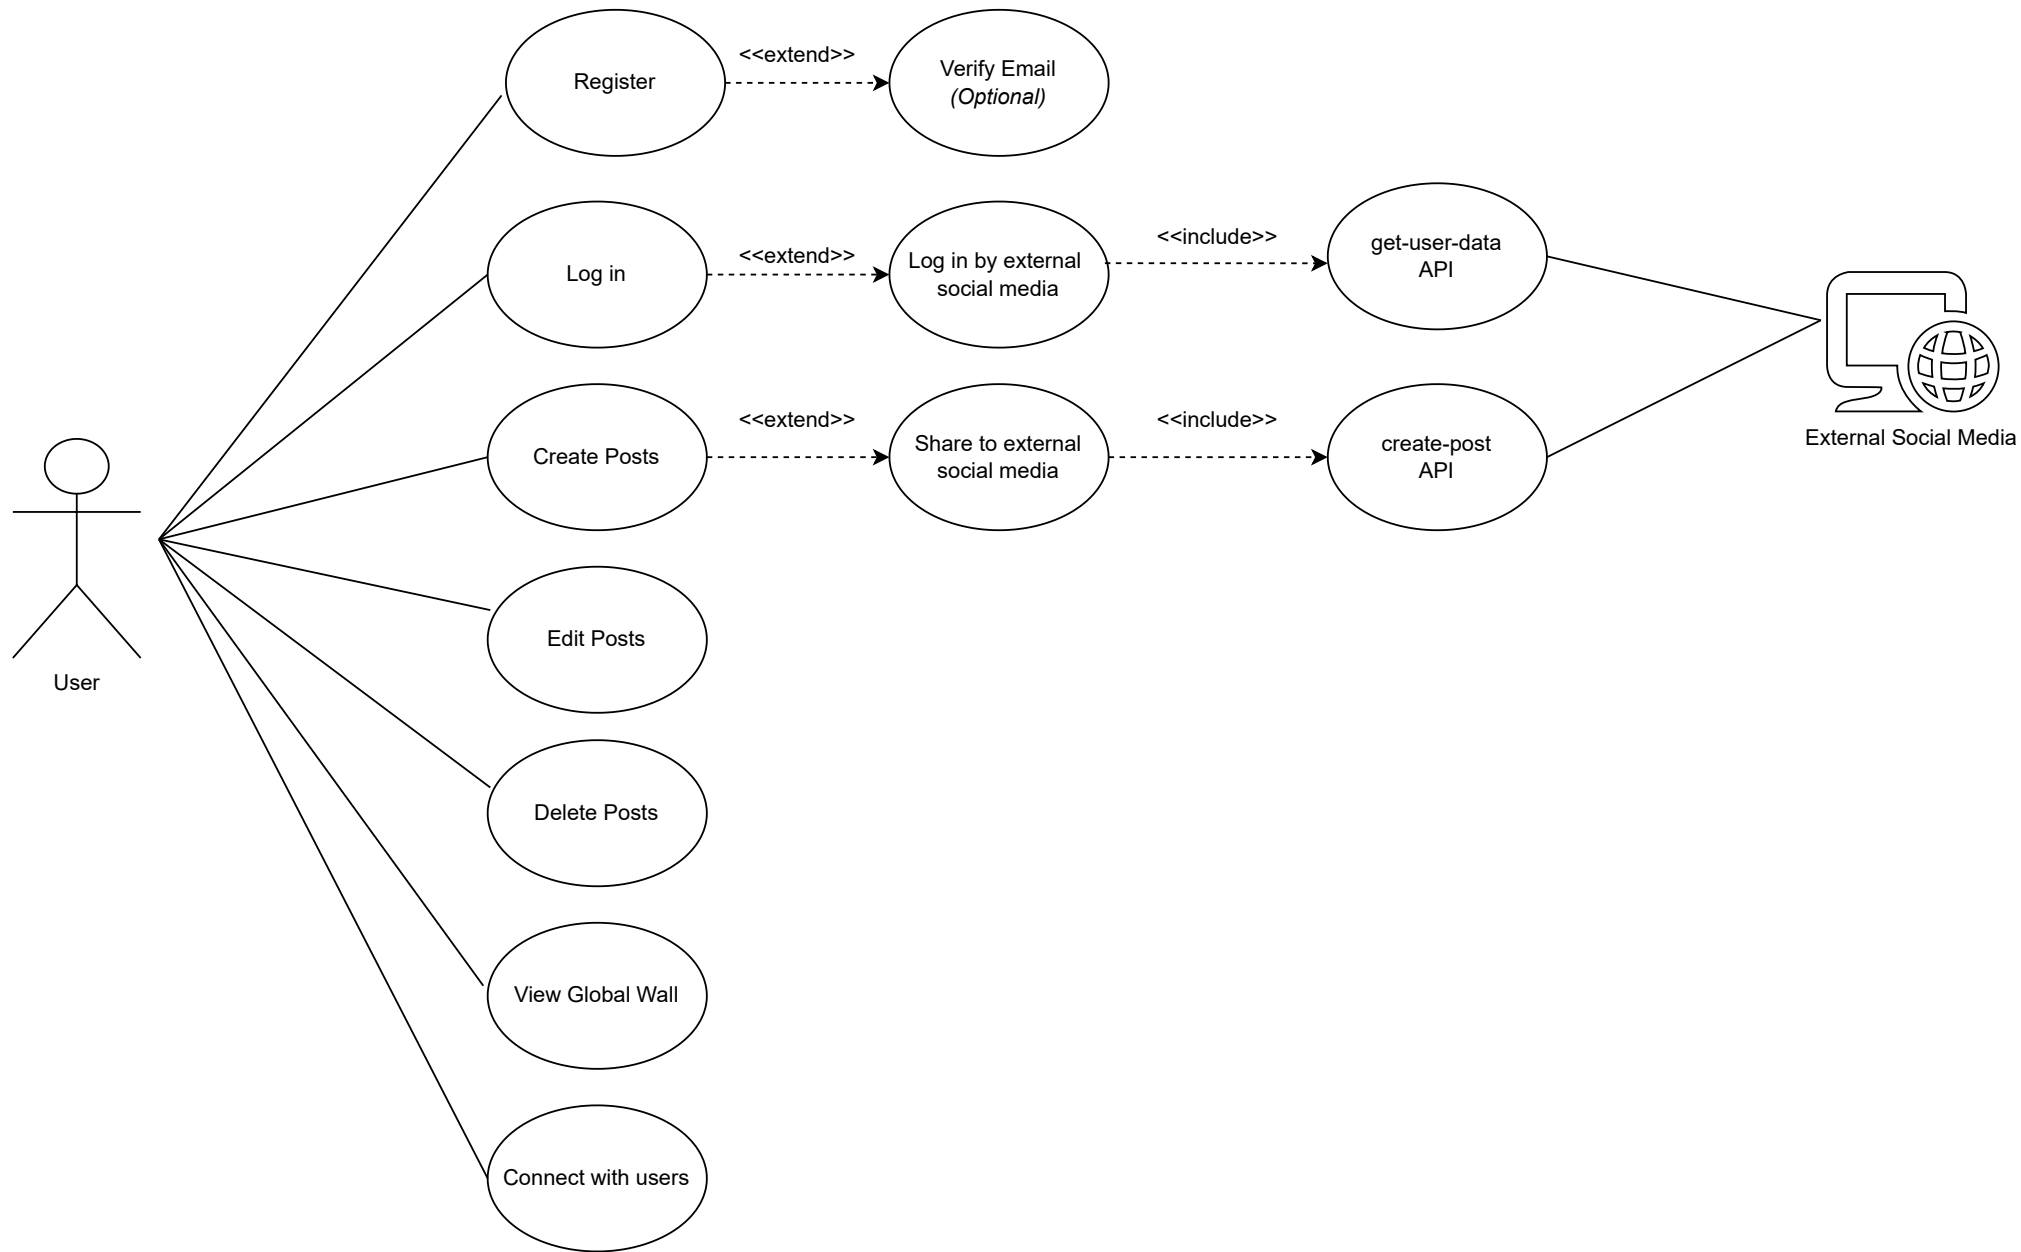 Register
<<extend>>
Verify Email
(Optional)
Log in
<<extend>>
Log in by external
social media
<<include>>
get-user-data
API
Create Posts
<<extend>>
Share to external
social media
<<include>>
create-post
API
External Social Media
User
Edit Posts
Delete Posts
View Global Wall
Connect with users